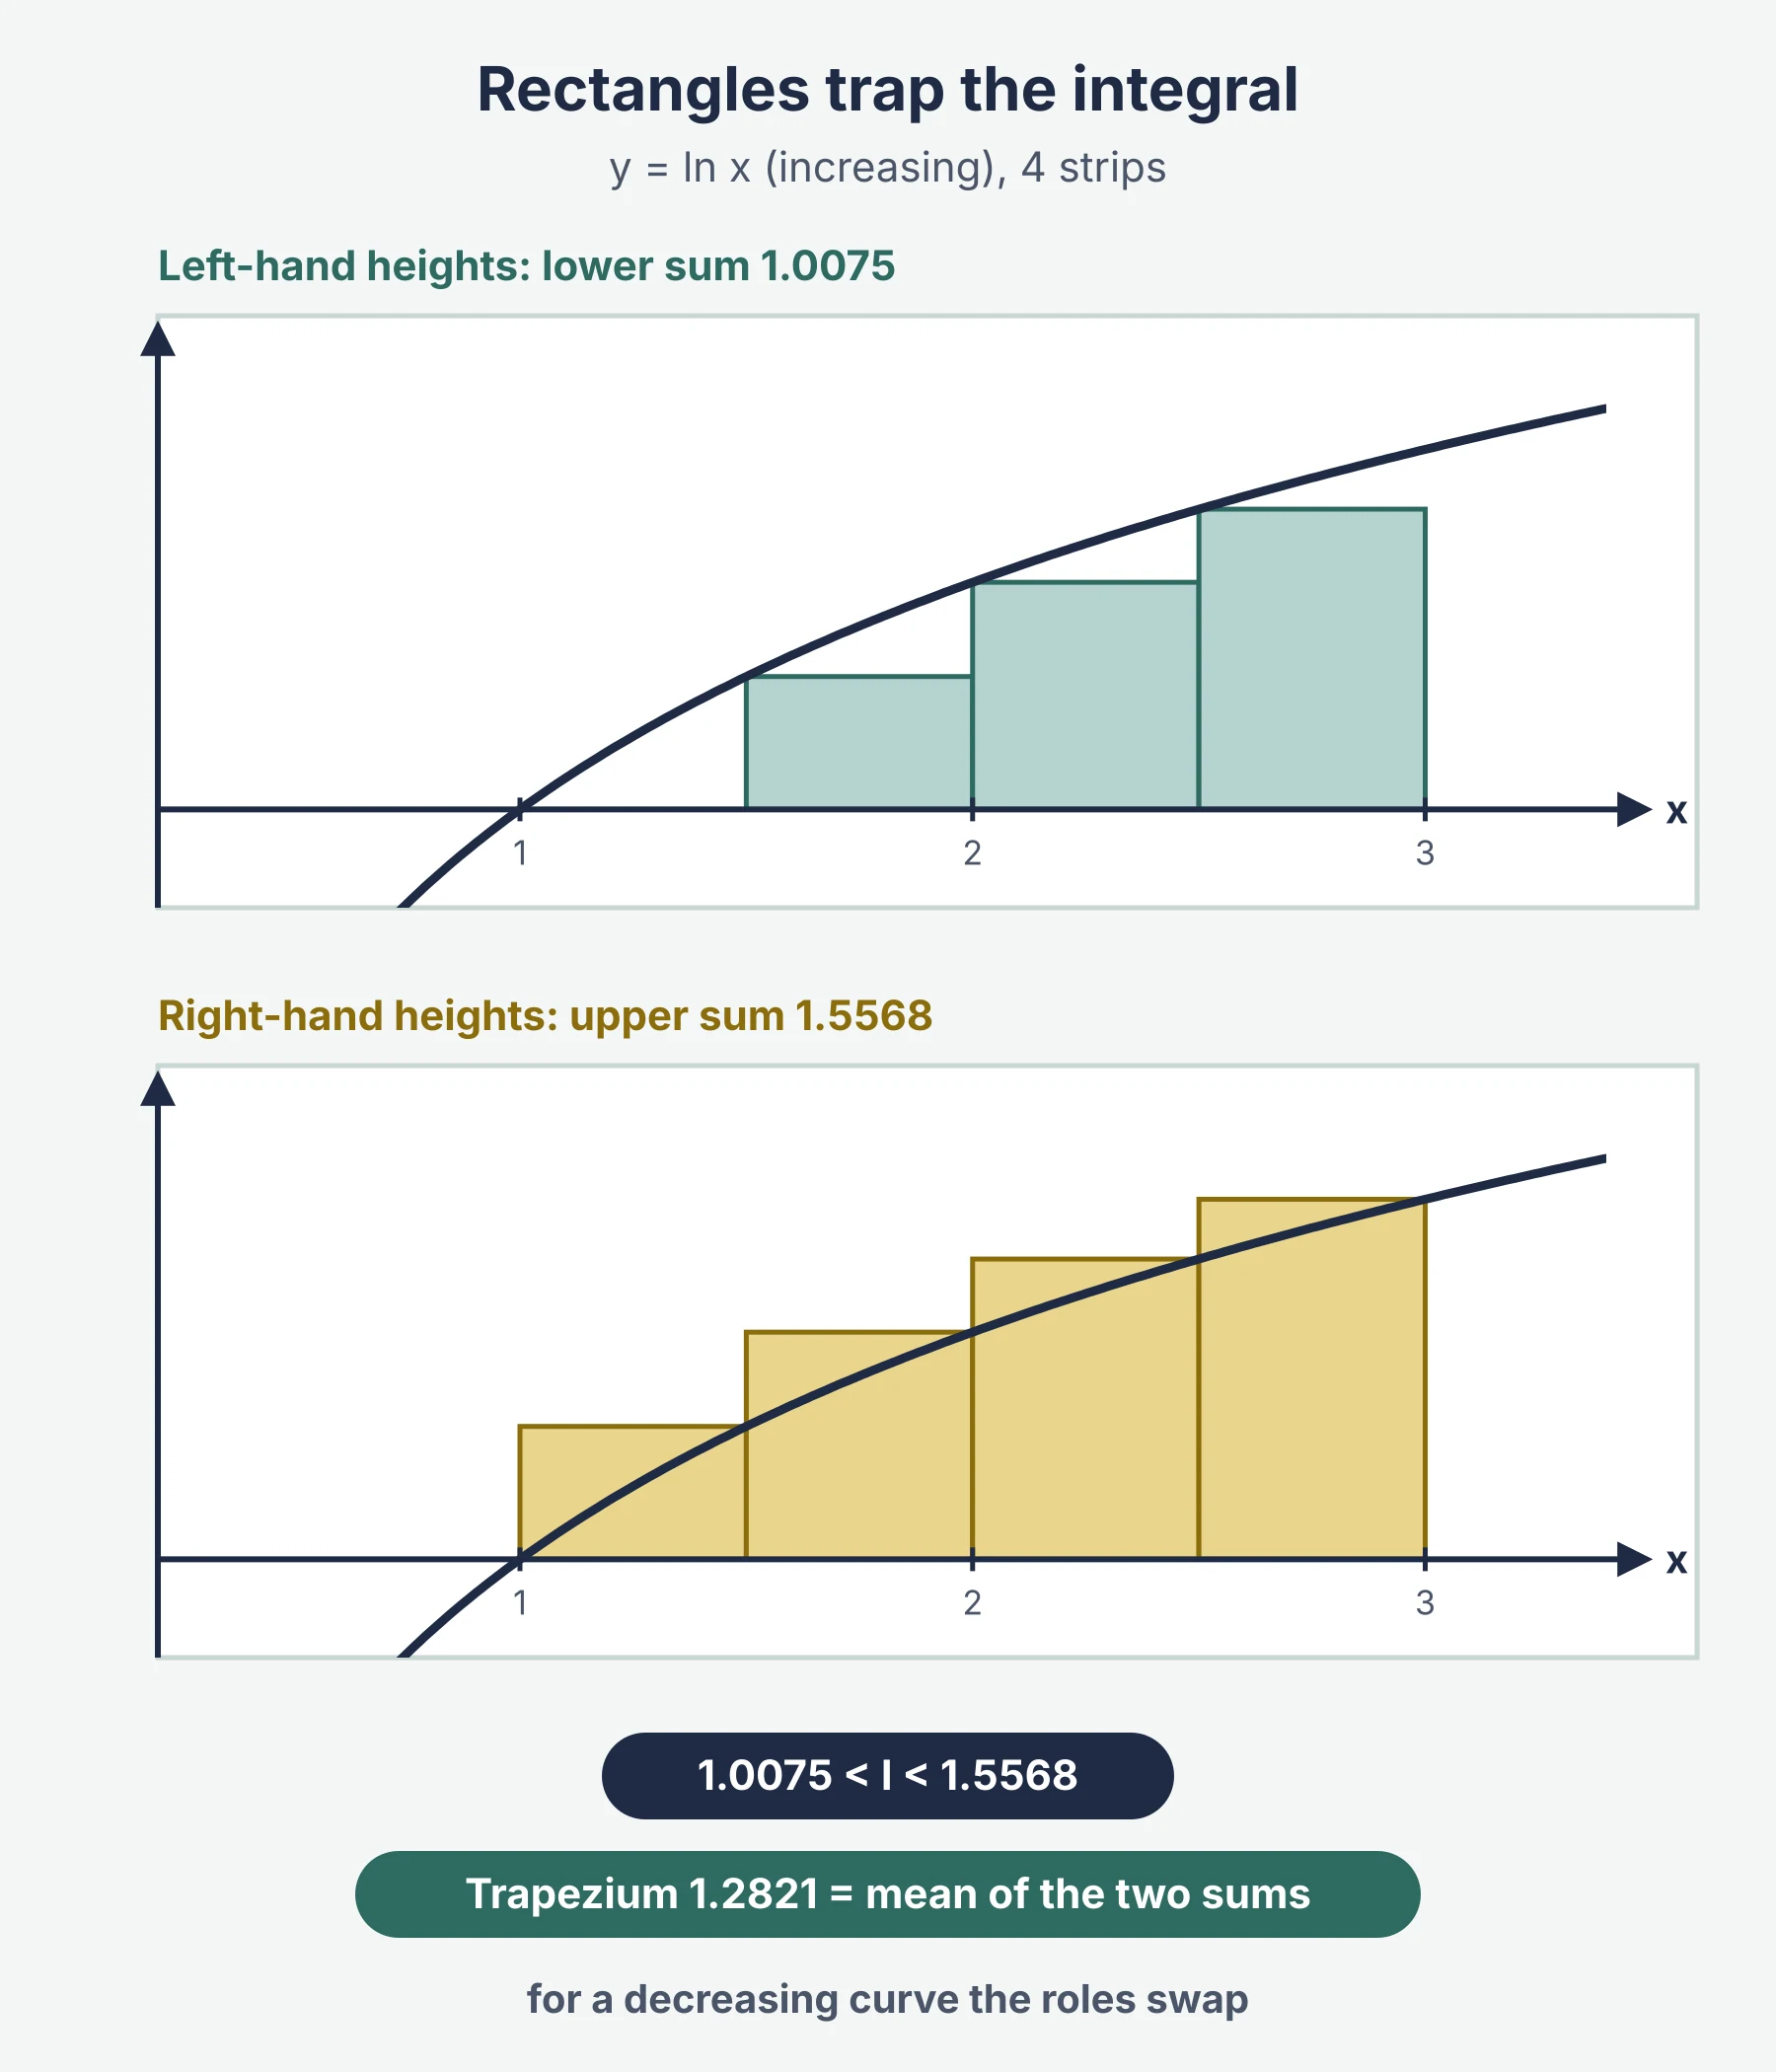 Rectangles trap the integral
y = ln x (increasing), 4 strips
Left-hand heights: lower sum 1.0075
x
1 2 3
Right-hand heights: upper sum 1.5568
x
1 2 3
1.0075 < I < 1.5568
Trapezium 1.2821 = mean of the two sums
for a decreasing curve the roles swap